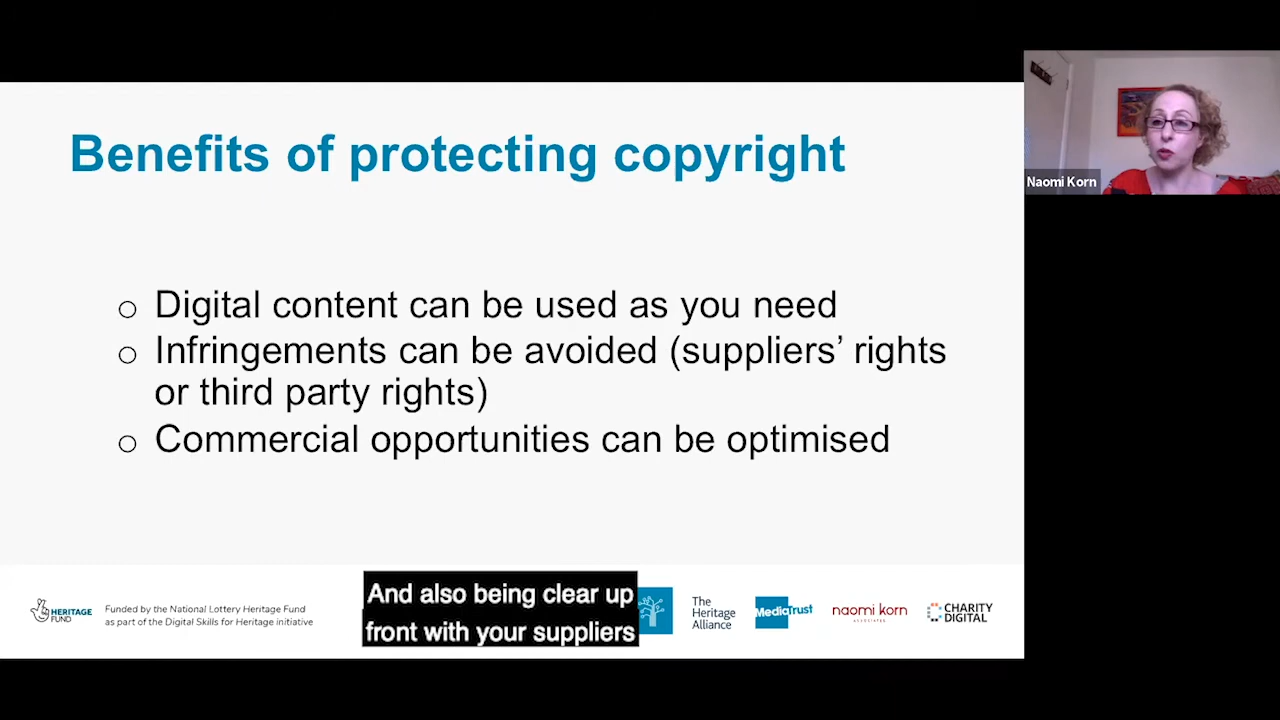 Benefits of protecting copyright
Naomi Korn
o Digital content can be used as you need
o Infringements can be avoided (suppliers’ rights
or third party rights)
o Commercial opportunities can be optimised
And also being clear up
front with your suppliers
HERITAGE
FUND
Funded by the National Lottery Heritage Fund
as part of the Digital Skills for Heritage initiative
The
Heritage
Alliance
MediaTrust
naomi korn
ASSOCIATES
CHARITY
DIGITAL